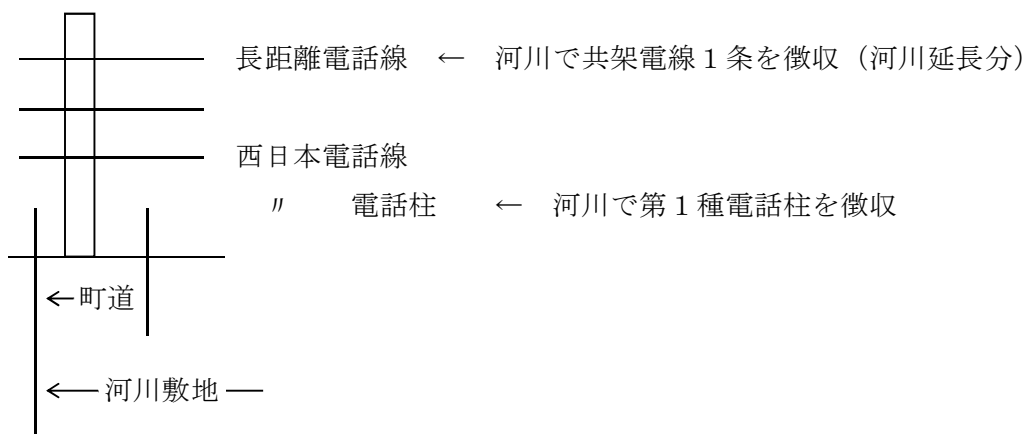 長距離電話線 ← 河川で共架電線１条を徴収（河川延長分）
西日本電話線
〃 電話柱 ← 河川で第１種電話柱を徴収
←町道
←河川敷地